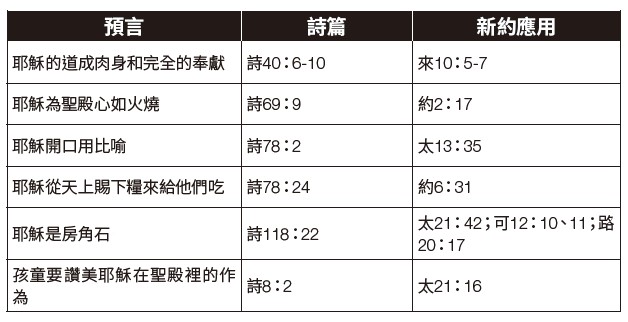 預言 詩篇 新約應用
耶穌的道成肉身和完全的奉獻 詩40：6-10 來10：5-7
耶穌為聖殿心如火燒 詩69：9 約2：17
耶穌開口用比喻 詩78：2 太13：35
耶穌從天上賜下糧來給他們吃 詩78：24 約6：31
耶穌是房角石 詩118：22 太21：42；可12：10、11；路
20：17
孩童要讚美耶穌在聖殿裡的作
為 詩8：2 太21：16